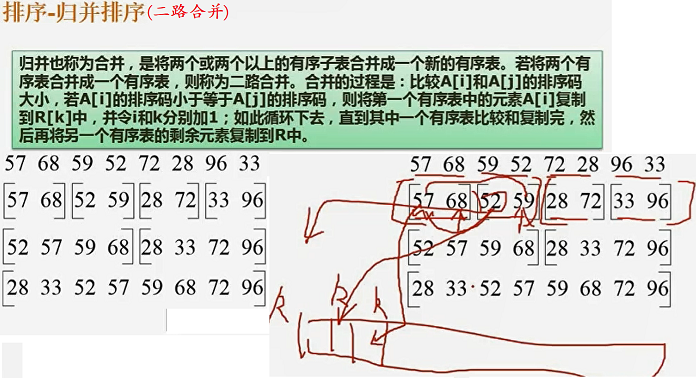 排序-归并排序(二路合并)
归并也称为合并，是将两个或两个以上的有序子表合并成一个新的有序表。若将两个有
序表合并成一个有序表，则称为二路合并。合并的过程是：比较A[i]和A[j]的排序码
大小，若A[i]的排序码小于等于A[j]的排序码，则将第一个有序表中的元素A[i]复制
到R[k]中，并令i和k分别加1；如此循环下去，直到其中一个有序表比较和复制完，然
后再将另一个有序表的剩余元素复制到R中。
57 68 59 52 72 28 96 33
[57 68] [52 59] [28 72] [33 96]
[52 57 59 68] [28 33 72 96]
[28 33 52 57 59 68 72 96]
57 68 59 52 72 28 96 33
[57 68] [52 59] [28 72] [33 96]
[52 57 59 68] [28 33 72 96]
[28 33 52 57 59 68 72 96]
R k k